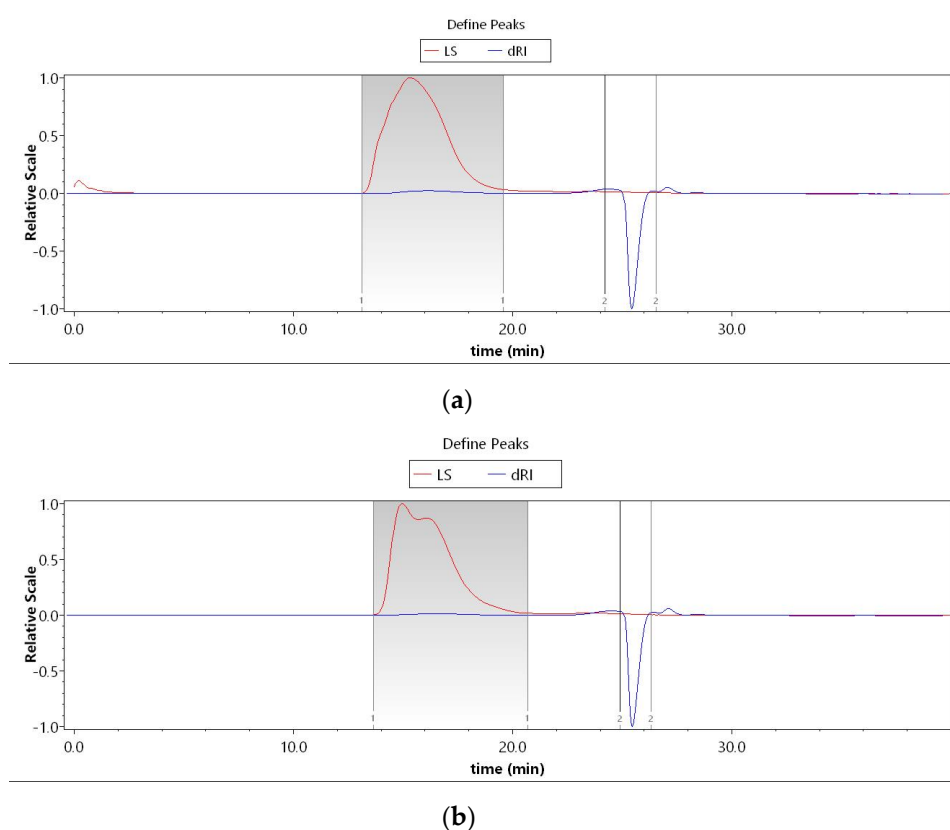 Define Peaks
LS dRI
1.0
0.5
0.0
-0.5
-1.0
Relative Scale
1 1 2 2
0.0 10.0 20.0 30.0
time (min)
(a)
Define Peaks
LS dRI
1.0
0.5
0.0
-0.5
-1.0
Relative Scale
1 1 2 2
0.0 10.0 20.0 30.0
time (min)
(b)